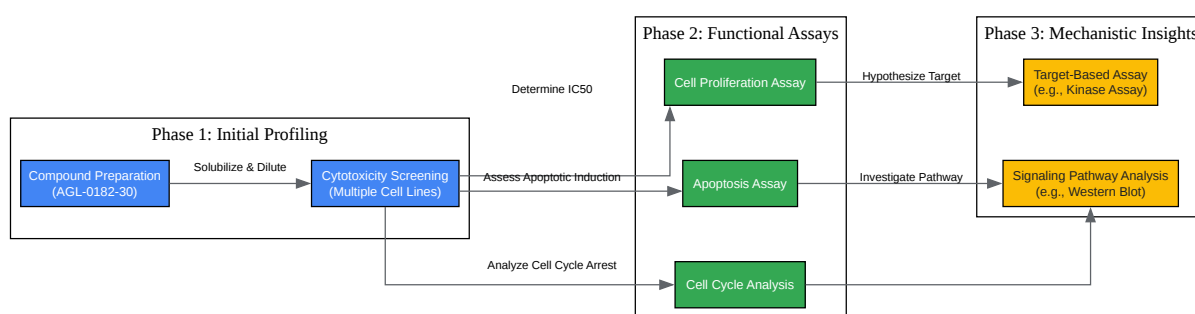 Phase 1: Initial Profiling
Compound Preparation
(AGL-0182-30)
Solubilize & Dilute
Cytotoxicity Screening
(Multiple Cell Lines)
Determine IC50
Assess Apoptotic Induction
Analyze Cell Cycle Arrest
Phase 2: Functional Assays
Cell Proliferation Assay
Apoptosis Assay
Cell Cycle Analysis
Hypothesize Target
Investigate Pathway
Phase 3: Mechanistic Insights
Target-Based Assay
(e.g., Kinase Assay)
Signaling Pathway Analysis
(e.g., Western Blot)